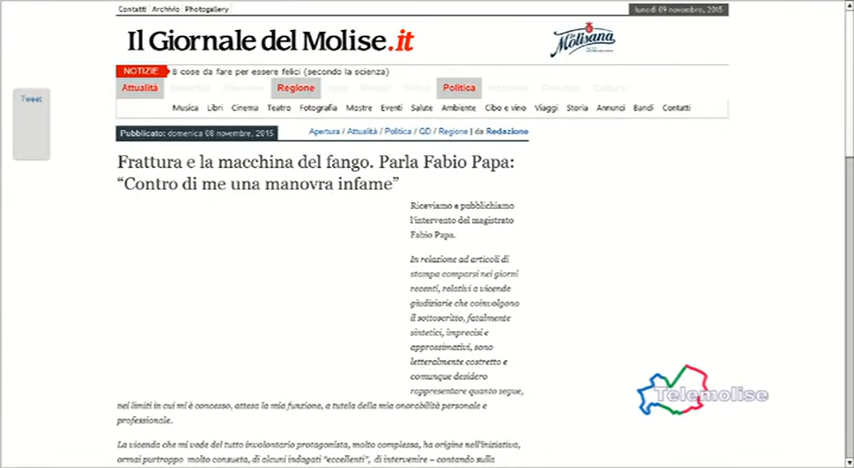 Contatti Archivio Photogallery
lunedì 09 novembre, 2015
Il Giornale del Molise.it
La Molisana
NOTIZIE 8 cose da fare per essere felici (secondo la scienza)
Attualità Regione Politica
Tweet
Musica Libri Cinema Teatro Fotografia Mostre Eventi Salute Ambiente Cibo e vino Viaggi Storia Annunci Bandi Contatti
Pubblicato: domenica 08 novembre, 2015
Apertura / Attualità / Politica / QD / Regione | da Redazione
Frattura e la macchina del fango. Parla Fabio Papa:
“Contro di me una manovra infame”
Riceviamo e pubblichiamo
l'intervento del magistrato
Fabio Papa.
In relazione ad articoli di
stampa comparsi nei giorni
recenti, relativi a vicende
giudiziarie che coinvolgono
il sottoscritto, fatalmente
sintetici, imprecisi e
approssimativi, sono
letteralmente costretto e
comunque desidero
rappresentare quanto segue,
nei limiti in cui mi è concesso, attesa la mia funzione, a tutela della mia onorabilità personale e
professionale.
Telemolise
La vicenda che mi vede del tutto involontario protagonista, molto complessa, ha origine nell'iniziativa,
ormai purtroppo molto consueta, di alcuni indagati “eccellenti”, di intervenire – contando sulla